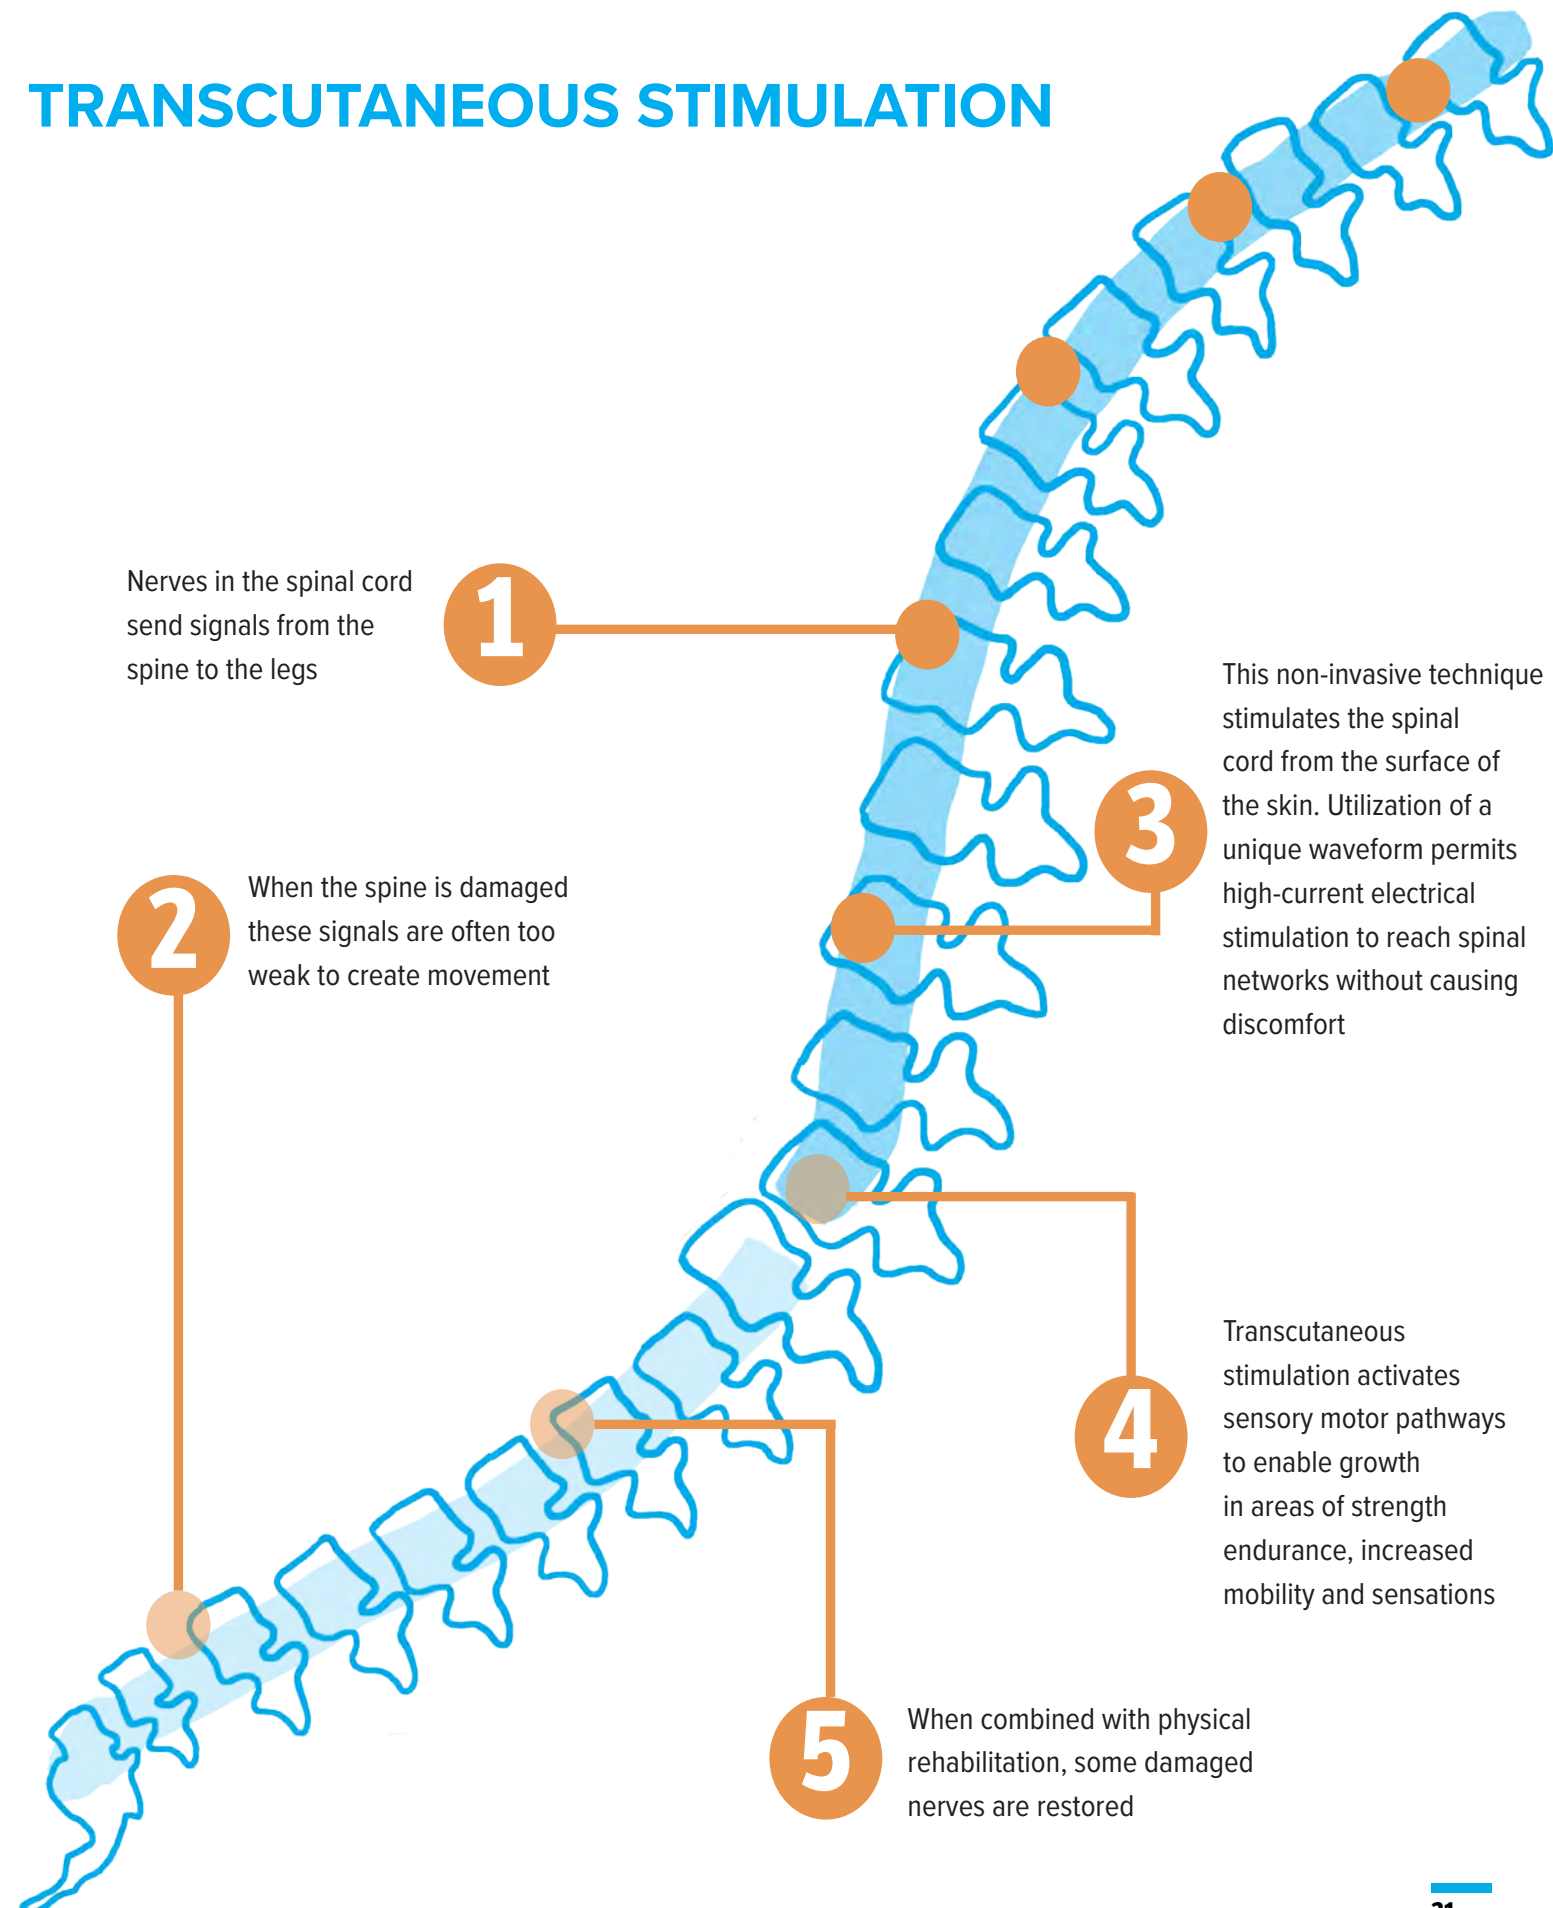 TRANSCUTANEOUS STIMULATION
1
Nerves in the spinal cord
send signals from the
spine to the legs
2
When the spine is damaged
these signals are often too
weak to create movement
3
This non-invasive technique
stimulates the spinal
cord from the surface of
the skin. Utilization of a
unique waveform permits
high-current electrical
stimulation to reach spinal
networks without causing
discomfort
4
Transcutaneous
stimulation activates
sensory motor pathways
to enable growth
in areas of strength
endurance, increased
mobility and sensations
5
When combined with physical
rehabilitation, some damaged
nerves are restored